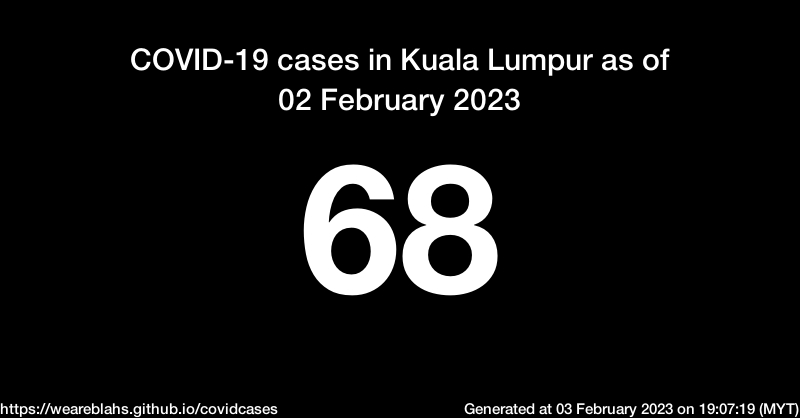 COVID-19 cases in Kuala Lumpur as of
02 February 2023
68
https://weareblahs.github.io/covidcases
Generated at 03 February 2023 on 19:07:19 (MYT)